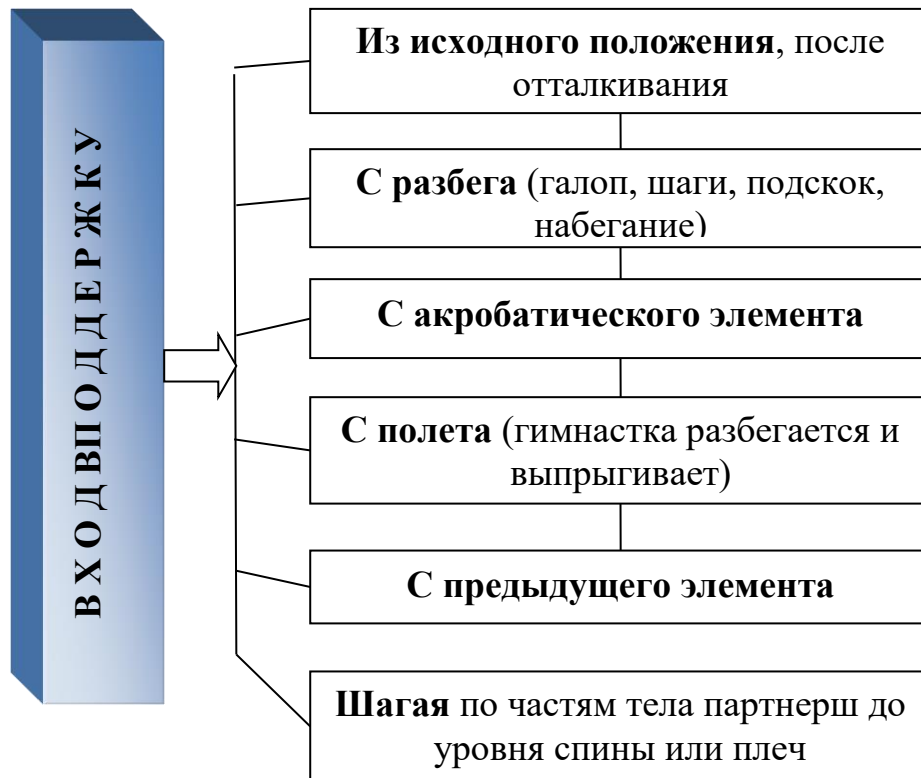 В Х О Д В П О Д Д Е Р Ж К У
Из исходного положения, после
отталкивания
С разбега (галоп, шаги, подскок,
набегание)
С акробатического элемента
С полета (гимнастка разбегается и
выпрыгивает)
С предыдущего элемента
Шагая по частям тела партнерш до
уровня спины или плеч